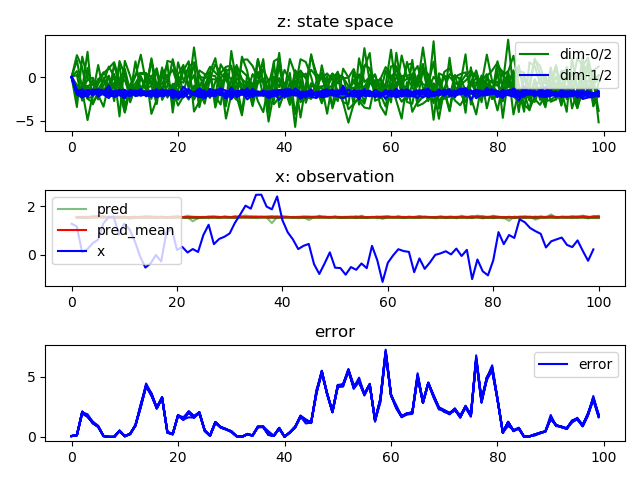 z: state space
0
−5
dim-0/2
dim-1/2
0 20 40 60 80 100
x: observation
2
0
pred
pred_mean
x
0 20 40 60 80 100
error
5
0
error
0 20 40 60 80 100